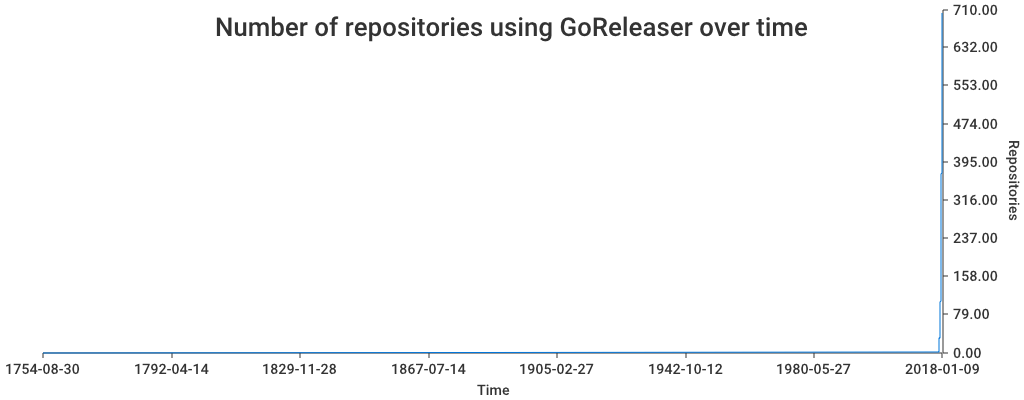 Number of repositories using GoReleaser over time
710.00
632.00
553.00
474.00
395.00
316.00
237.00
158.00
79.00
0.00
Repositories
1754-08-30 1792-04-14 1829-11-28 1867-07-14 1905-02-27 1942-10-12 1980-05-27 2018-01-09
Time